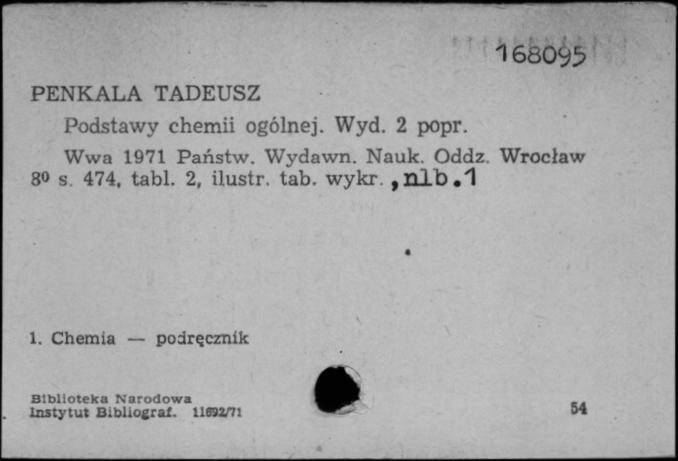 168095
PENKALA TADEUSZ
Podstawy chemii ogólnej. Wyd. 2 popr.
Wwa 1971 Państw. Wydawn. Nauk. Oddz. Wrocław
8⁰ s. 474, tabl. 2, ilustr. tab. wykr. , nlb.1
1. Chemia — podręcznik
Biblioteka Narodowa
Instytut Bibliograf. 11692/71
54